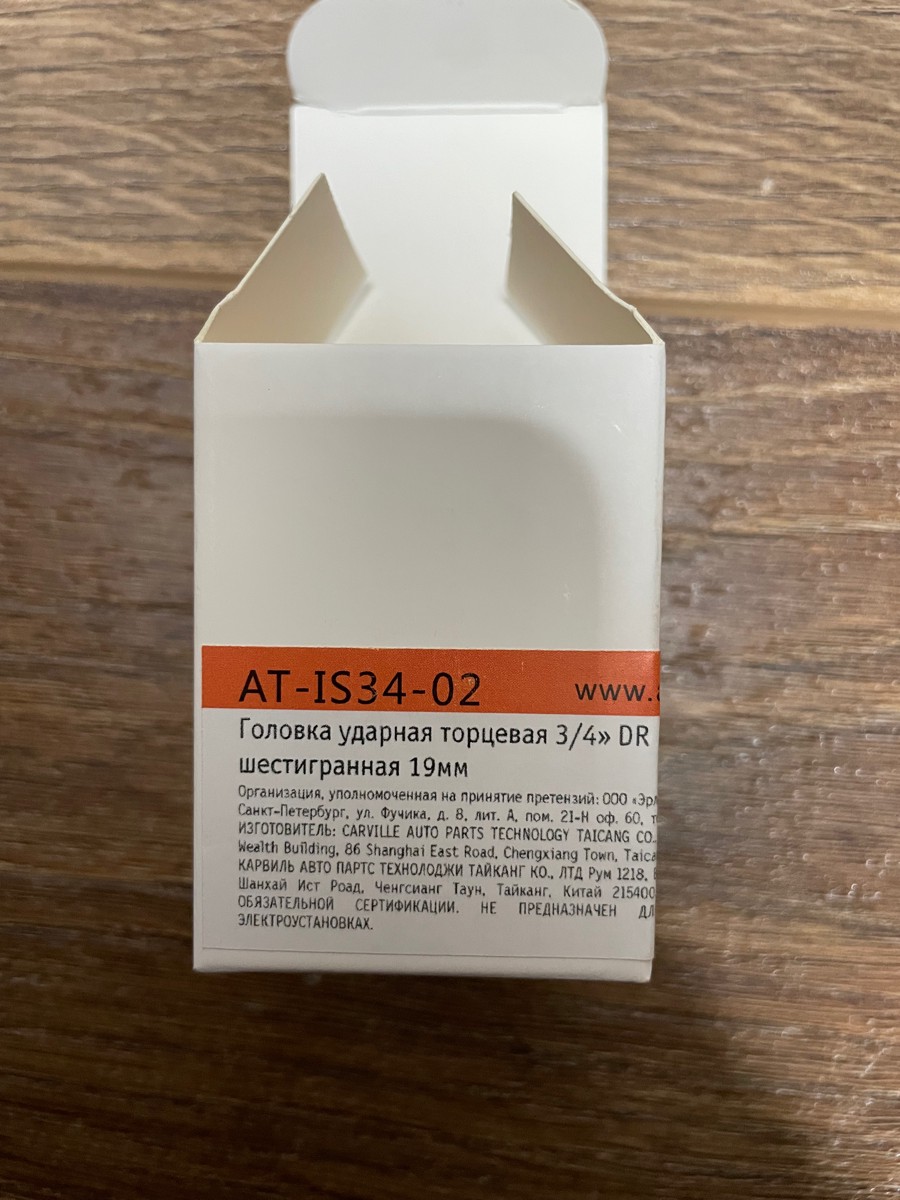 AT-IS34-02 www.
Головка ударная торцевая 3/4» DR
шестигранная 19мм
Организация, уполномоченная на принятие претензий: ООО «Эрл
Санкт-Петербург, ул. Фучика, д. 8, лит. А, пом. 21-Н оф. 60, т
ИЗГОТОВИТЕЛЬ: CARVILLE AUTO PARTS TECHNOLOGY TAICANG CO.
Wealth Building, 86 Shanghai East Road, Chengxiang Town, Taica
КАРВИЛЬ АВТО ПАРТС ТЕХНОЛОДЖИ ТАЙКАНГ КО., ЛТД Рум 1218,
Шанхай Ист Роад, Ченгсианг Таун, Тайканг, Китай 215400
ОБЯЗАТЕЛЬНОЙ СЕРТИФИКАЦИИ. НЕ ПРЕДНАЗНАЧЕН ДЛ
ЭЛЕКТРОУСТАНОВКАХ.